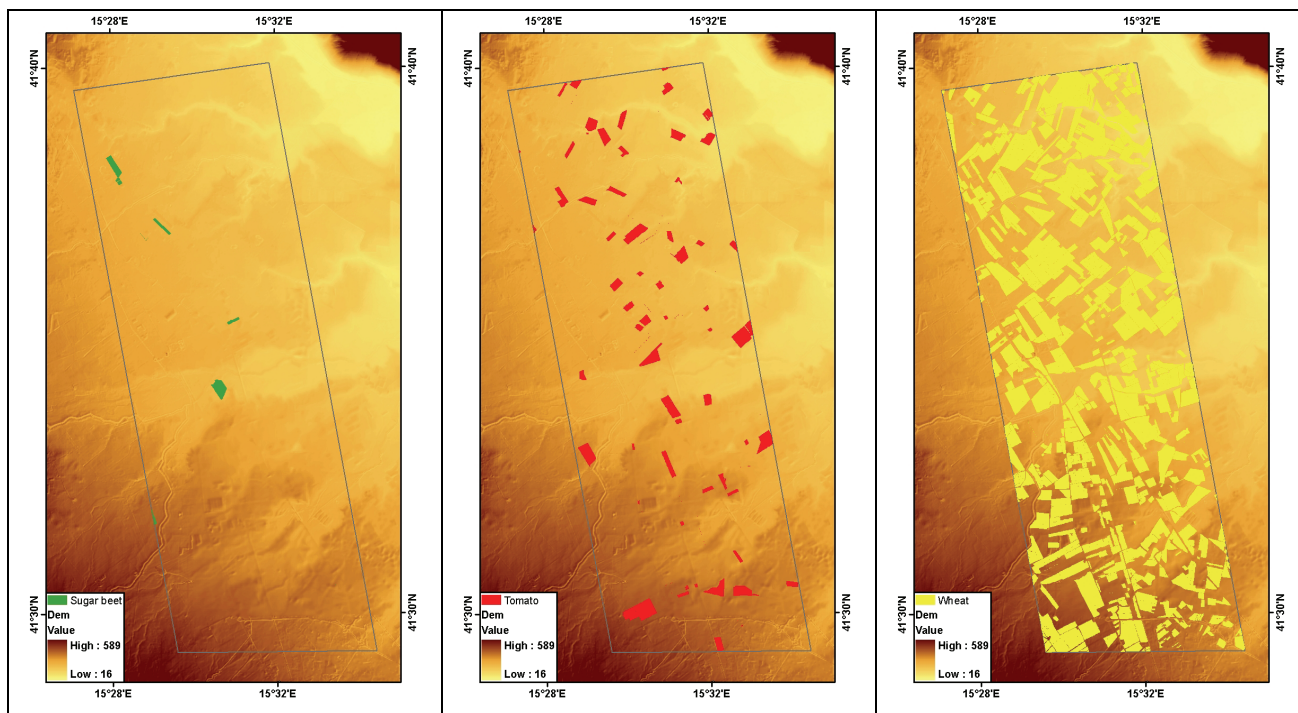 15°28'E 15°32'E
41°40'N 41°40'N
41°30'N 41°30'N
Sugar beet
Dem
Value
High : 589
Low : 16
15°28'E 15°32'E
15°28'E 15°32'E
41°40'N 41°40'N
41°30'N 41°30'N
Tomato
Dem
Value
High : 589
Low : 16
15°28'E 15°32'E
15°28'E 15°32'E
41°40'N 41°40'N
41°30'N 41°30'N
Wheat
Dem
Value
High : 589
Low : 16
15°28'E 15°32'E